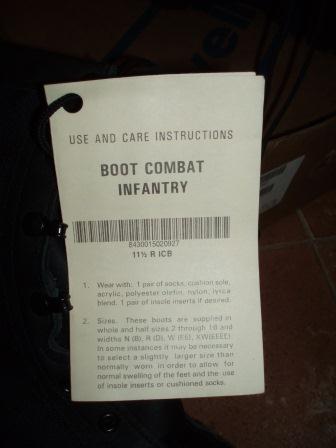 USE AND CARE INSTRUCTIONS
BOOT COMBAT
INFANTRY
8430015020927
11½ R ICB
1. Wear with: 1 pair of socks, cushion sole,
acrylic, polyester olefin, nylon, lycra
blend. 1 pair of insole inserts if desired.
2. Sizes. These boots are supplied in
whole and half sizes 2 through 16 and
widths N (B), R (D), W (EE), XW(EEEE).
In some instances it may be necessary
to select a slightly larger size than
normally worn in order to allow for
normal swelling of the feet and the use
of insole inserts or cushioned socks.